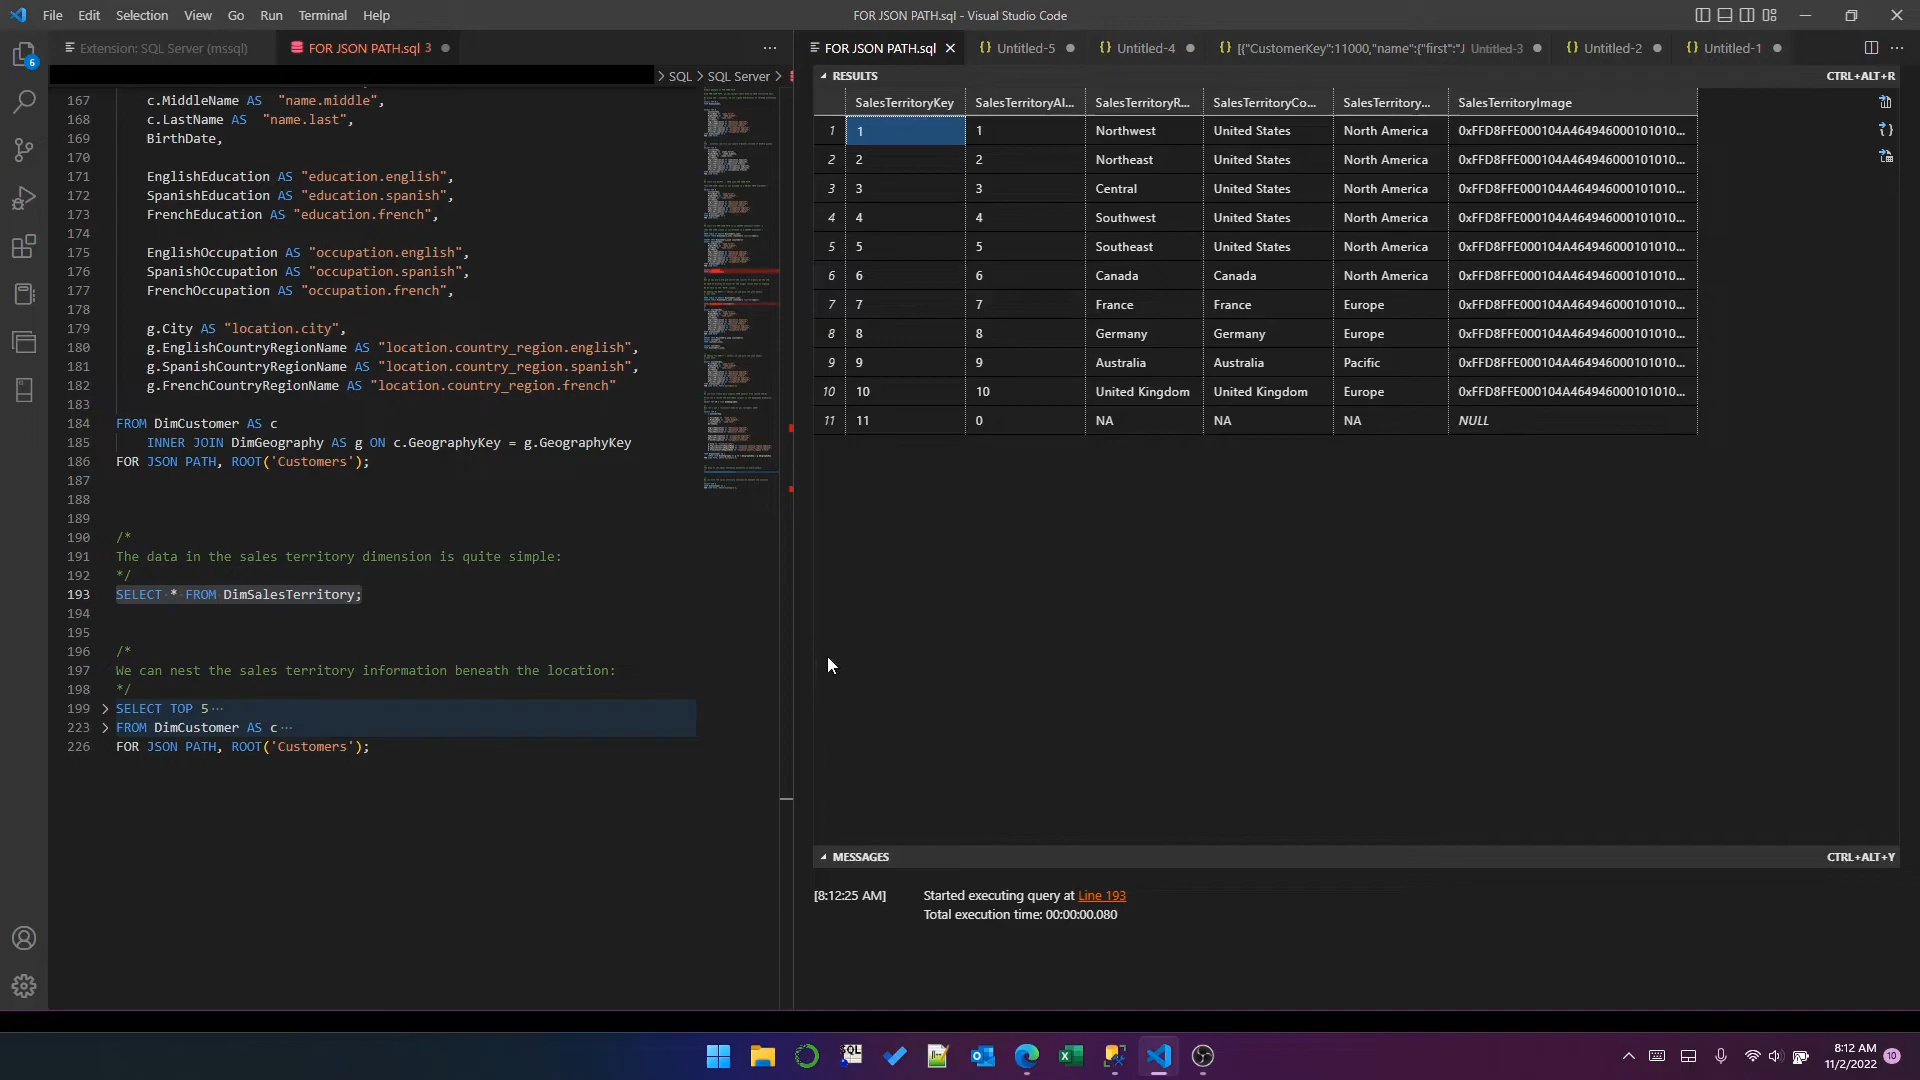 File Edit Selection View Go Run Terminal Help
FOR JSON PATH.sql - Visual Studio Code
6
Extension: SQL Server (mssql)
FOR JSON PATH.sql 3
> SQL > SQL Server >
167 c.MiddleName AS "name.middle",
168 c.LastName AS "name.last",
169 BirthDate,
170
171 EnglishEducation AS "education.english",
172 SpanishEducation AS "education.spanish",
173 FrenchEducation AS "education.french",
174
175 EnglishOccupation AS "occupation.english",
176 SpanishOccupation AS "occupation.spanish",
177 FrenchOccupation AS "occupation.french",
178
179 g.City AS "location.city",
180 g.EnglishCountryRegionName AS "location.country_region.english",
181 g.SpanishCountryRegionName AS "location.country_region.spanish",
182 g.FrenchCountryRegionName AS "location.country_region.french"
183
184 FROM DimCustomer AS c
185 INNER JOIN DimGeography AS g ON c.GeographyKey = g.GeographyKey
186 FOR JSON PATH, ROOT('Customers');
187
188
189
190 /*
191 The data in the sales territory dimension is quite simple:
192 */
193 SELECT * FROM DimSalesTerritory;
194
195
196 /*
197 We can nest the sales territory information beneath the location:
198 */
199 > SELECT TOP 5 ...
223 > FROM DimCustomer AS c ...
226 FOR JSON PATH, ROOT('Customers');
FOR JSON PATH.sql
{} Untitled-5
{} Untitled-4
{} [{"CustomerKey":11000,"name":{"first":"J Untitled-3
{} Untitled-2
{} Untitled-1
RESULTS CTRL+ALT+R
SalesTerritoryKey SalesTerritoryAl... SalesTerritoryR... SalesTerritoryCo... SalesTerritory... SalesTerritoryImage
1 1 1 Northwest United States North America 0xFFD8FFE000104A464946000101010...
2 2 2 Northeast United States North America 0xFFD8FFE000104A464946000101010...
3 3 3 Central United States North America 0xFFD8FFE000104A464946000101010...
4 4 4 Southwest United States North America 0xFFD8FFE000104A464946000101010...
5 5 5 Southeast United States North America 0xFFD8FFE000104A464946000101010...
6 6 6 Canada Canada North America 0xFFD8FFE000104A464946000101010...
7 7 7 France France Europe 0xFFD8FFE000104A464946000101010...
8 8 8 Germany Germany Europe 0xFFD8FFE000104A464946000101010...
9 9 9 Australia Australia Pacific 0xFFD8FFE000104A464946000101010...
10 10 10 United Kingdom United Kingdom Europe 0xFFD8FFE000104A464946000101010...
11 11 0 NA NA NA NULL
MESSAGES CTRL+ALT+Y
[8:12:25 AM] Started executing query at Line 193
Total execution time: 00:00:00.080
SQL
8:12 AM
11/2/2022
10